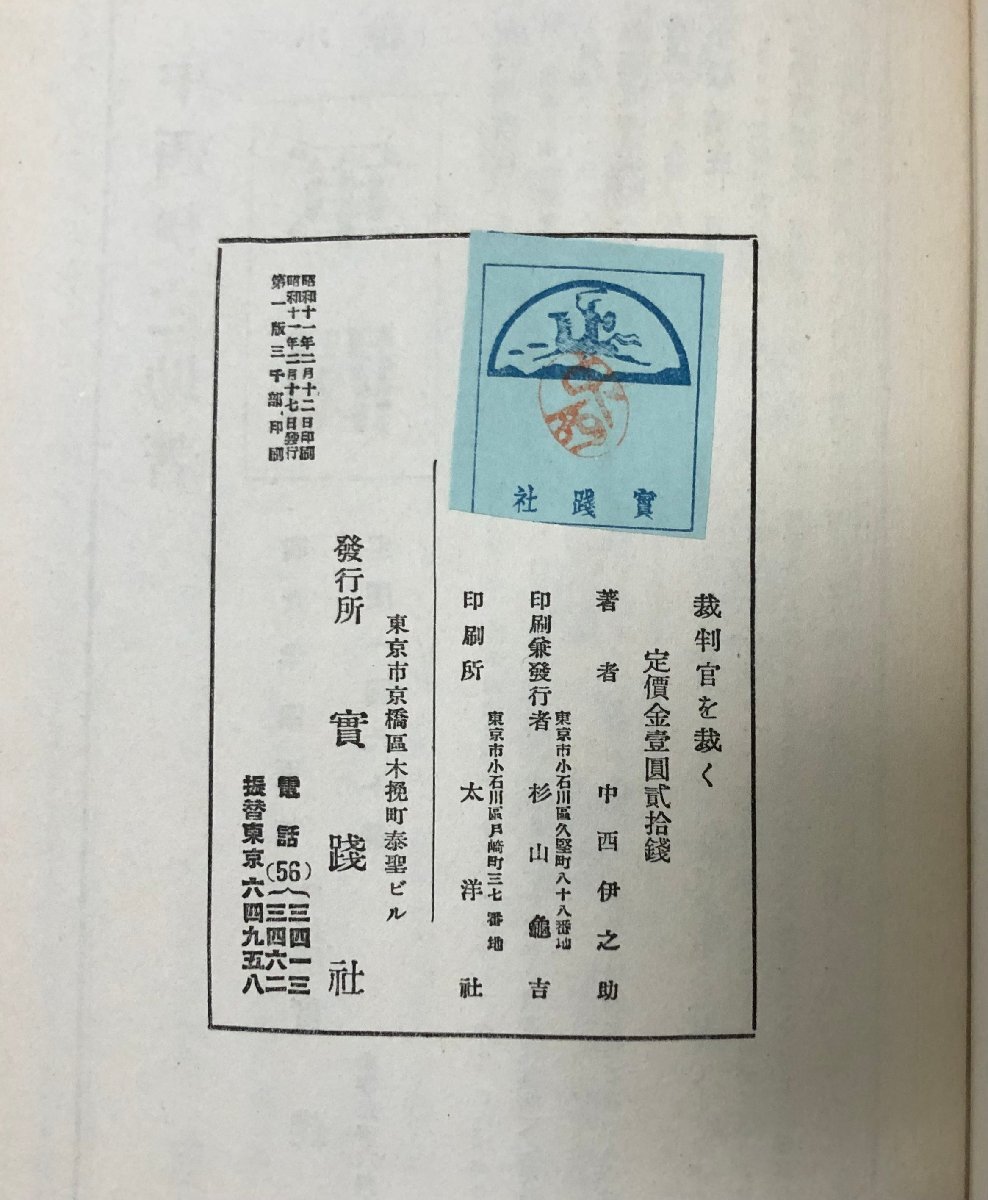 裁判官を裁く
定價金壹圓貳拾錢
實踐社
中西
著者 中西伊之助
東京市小石川區久堅町八十八番地
印刷兼發行者 杉山龜吉
東京市小石川區戸崎町三七番地
印刷所 太洋社
東京市京橋區木挽町泰聖ビル
發行所 實踐社
電話(56){三四一三
三四六二
振替東京六四九五八
昭和十一年二月十二日印刷
昭和十一年二月十七日發行
第一版三千部、印刷